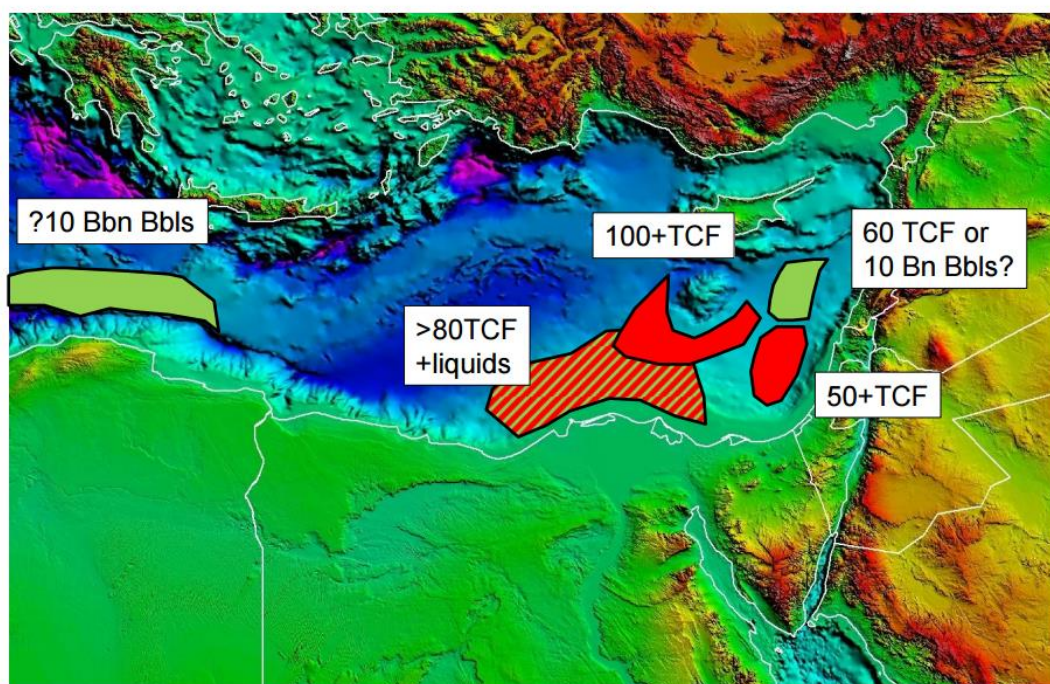 ?10 Bbn Bbls
100+TCF
60 TCF or
10 Bn Bbls?
>80TCF
+liquids
50+TCF